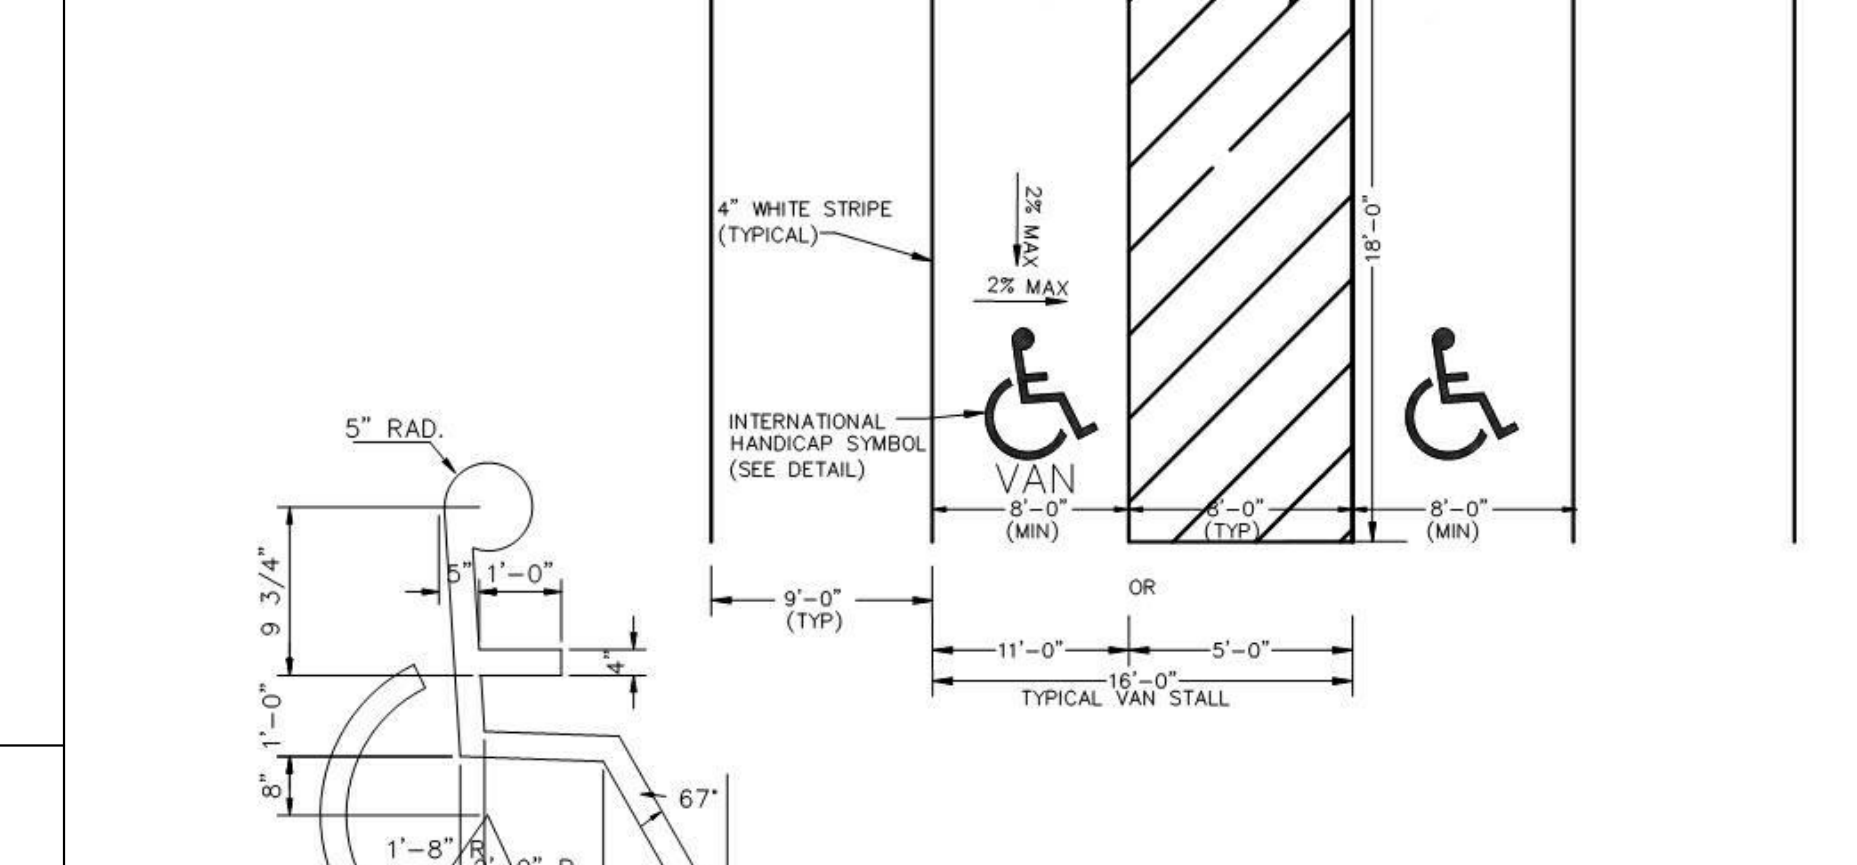 4” WHITE STRIPE
(TYPICAL)
2% MAX
2% MAX
18’-0”
INTERNATIONAL
HANDICAP SYMBOL
(SEE DETAIL)
VAN
8’-0”
(MIN)
8’-0”
(TYP)
8’-0”
(MIN)
9’-0”
(TYP)
OR
11’-0”
5’-0”
16’-0”
TYPICAL VAN STALL
5” RAD.
9 3/4”
5”
1’-0”
4”
1’-0”
8”
67°
1’-8” R